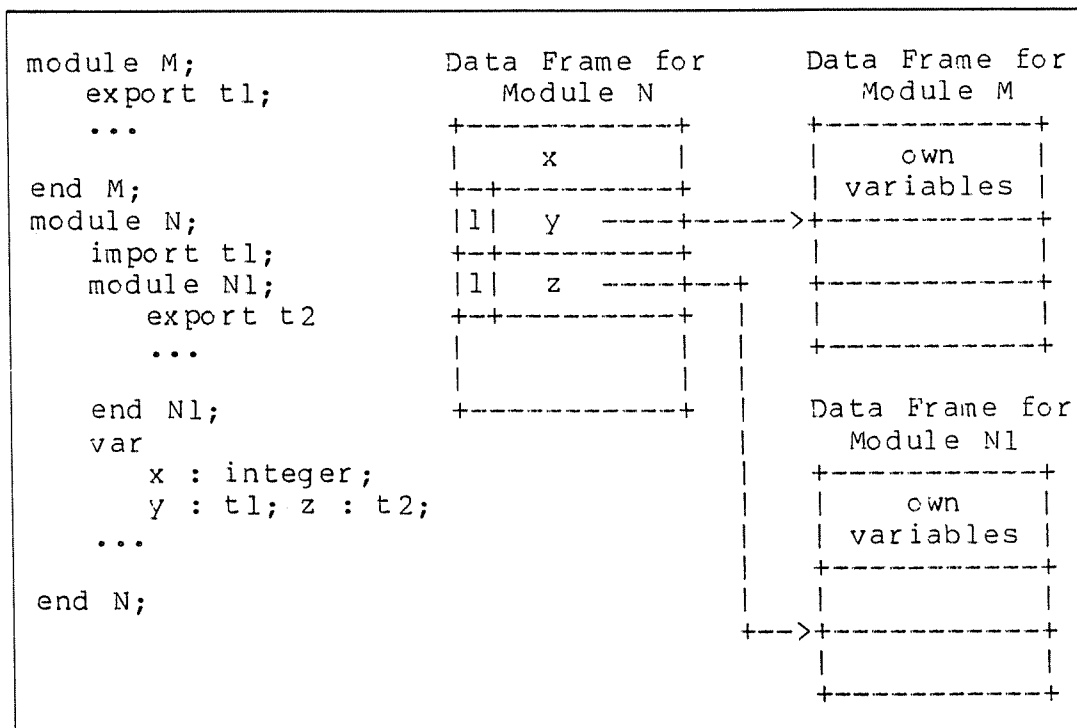 module M;
export t1;
...
end M;
module N;
import t1;
module N1;
export t2
...
end N1;
var
x : integer;
y : t1; z : t2;
...
end N;
Data Frame for
Module N
x
1 y
1 z
Data Frame for
Module M
own
variables
Data Frame for
Module N1
own
variables